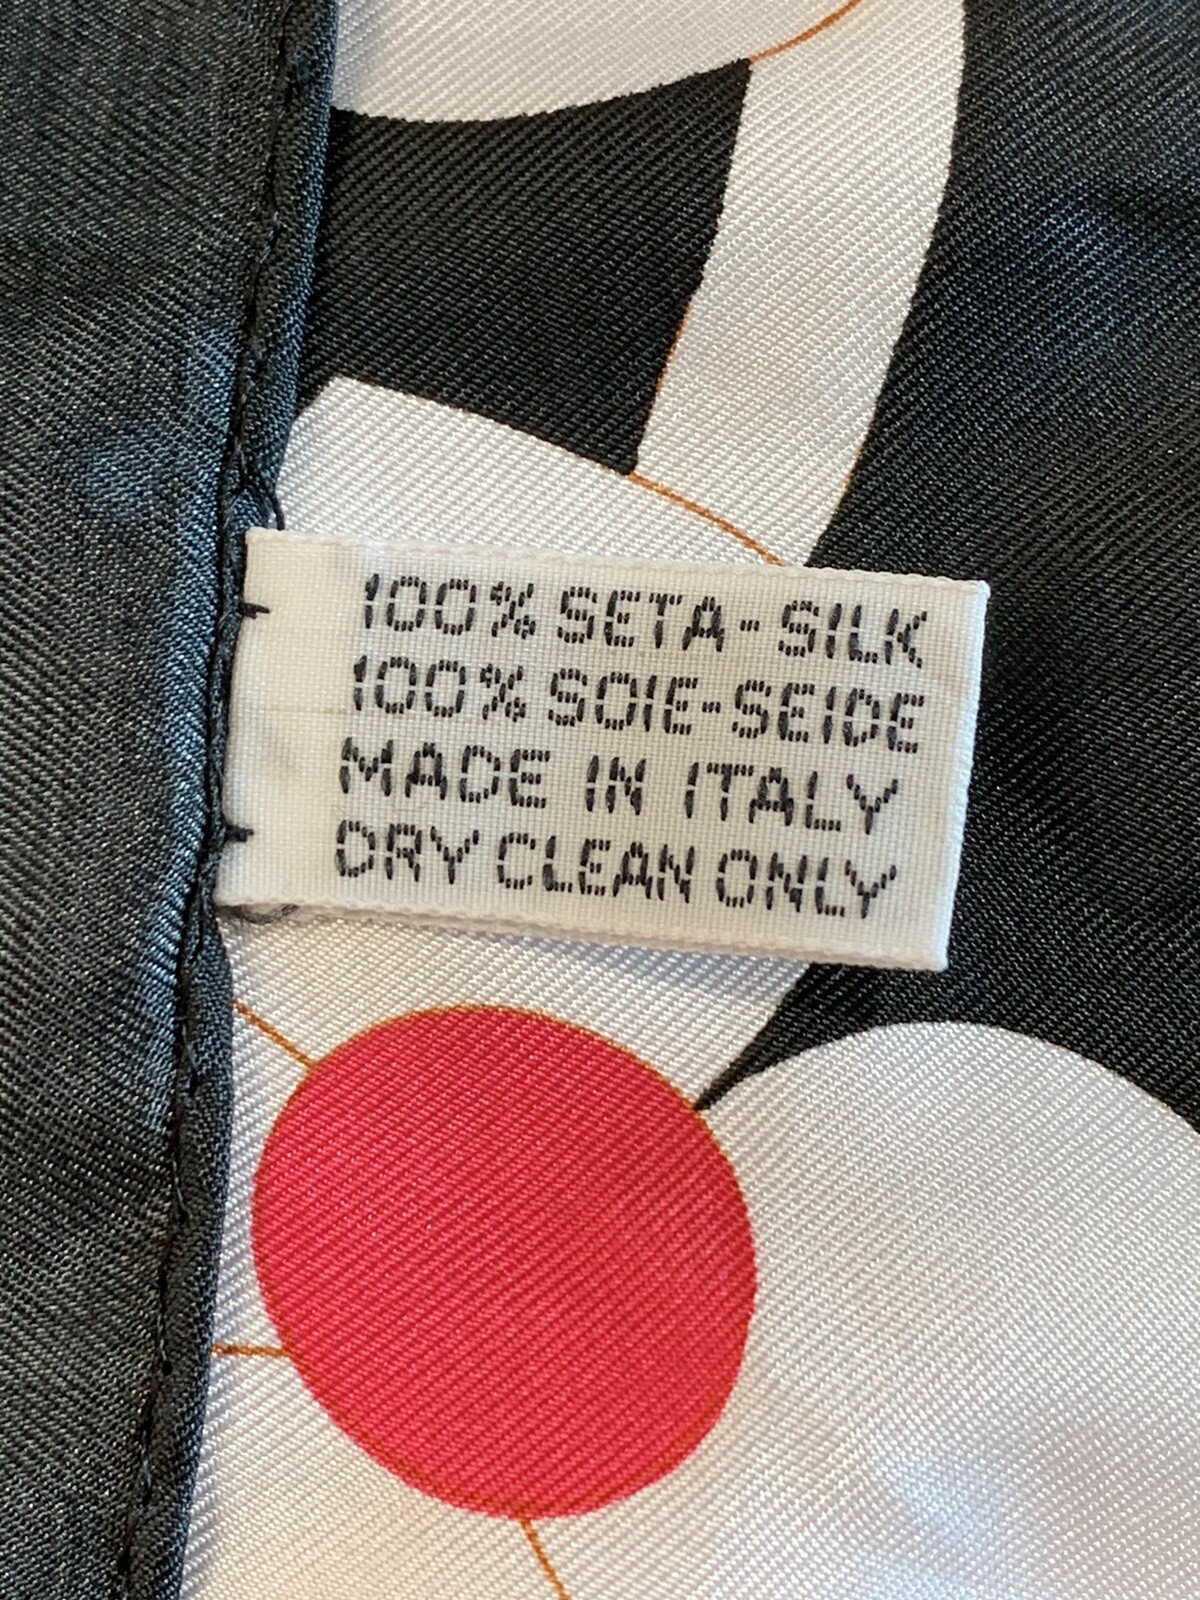 100% SETA - SILK
100% SOIE-SEIDE
MADE IN ITALY
DRY CLEAN ONLY